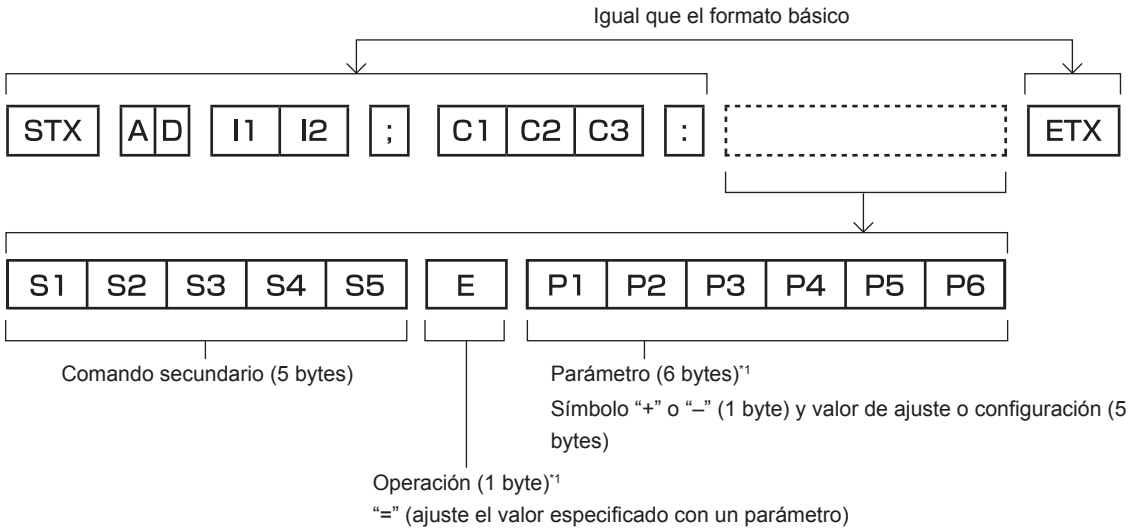 Igual que el formato básico
STX A D I1 I2 ; C1 C2 C3 : ETX
S1 S2 S3 S4 S5 E P1 P2 P3 P4 P5 P6
Comando secundario (5 bytes)
Parámetro (6 bytes)*1
Símbolo “+” o “–” (1 byte) y valor de ajuste o configuración (5
bytes)
Operación (1 byte)*1
“=” (ajuste el valor especificado con un parámetro)